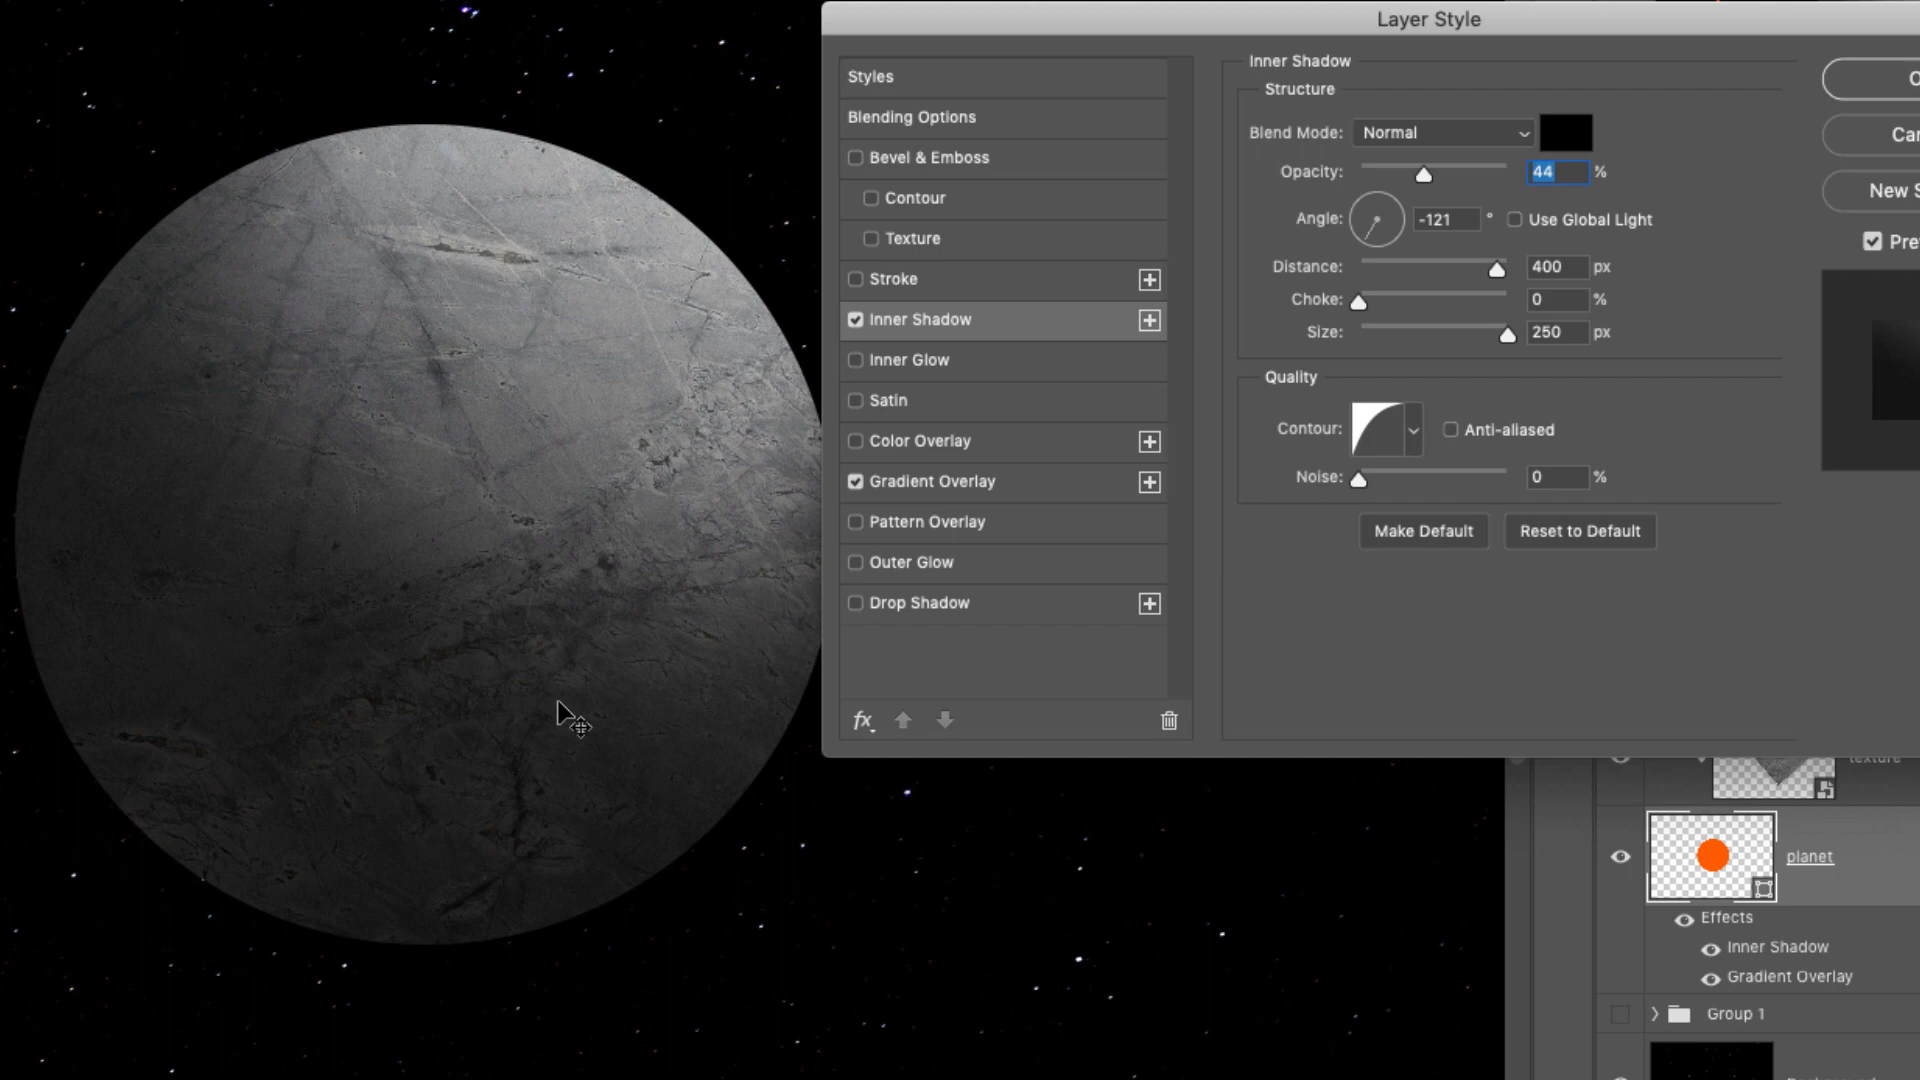 Layer Style
Styles
Blending Options
Bevel & Emboss
Contour
Texture
Stroke
Inner Shadow
Inner Glow
Satin
Color Overlay
Gradient Overlay
Pattern Overlay
Outer Glow
Drop Shadow
fx
Inner Shadow
Structure
Blend Mode: Normal
Opacity: 44 %
Angle: -121 ° Use Global Light
Distance: 400 px
Choke: 0 %
Size: 250 px
Quality
Contour: Anti-aliased
Noise: 0 %
Make Default Reset to Default
O
Can
New S
Pre
texture
planet
Effects
Inner Shadow
Gradient Overlay
Group 1